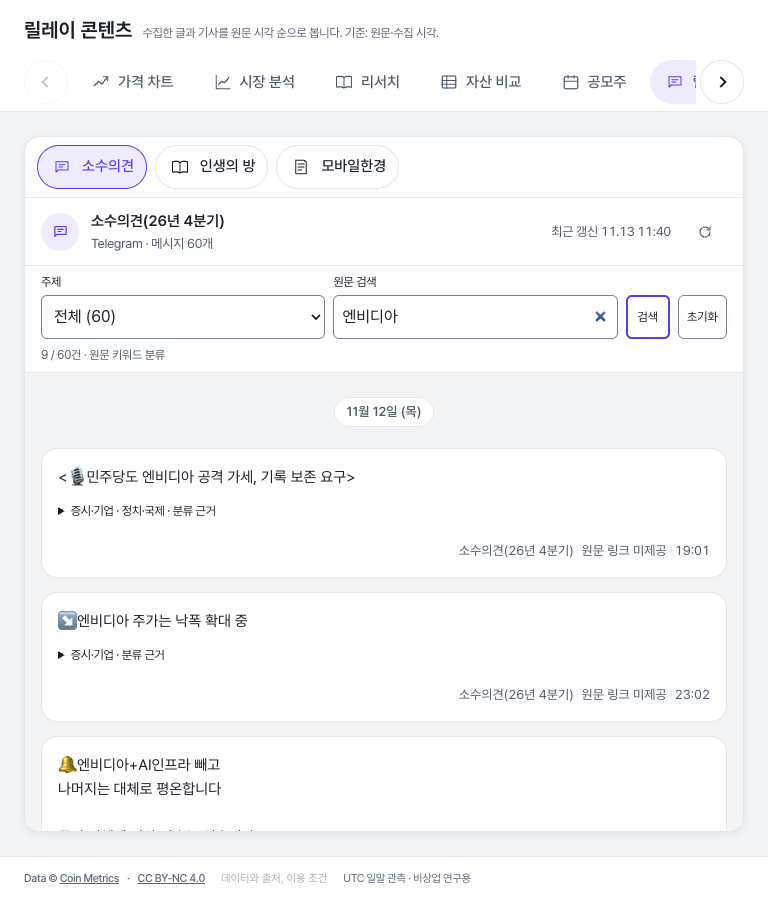 릴레이 콘텐츠 수집한 글과 기사를 원문 시각 순으로 봅니다. 기준: 원문·수집 시각.
가격 차트 시장 분석 리서치 자산 비교 공모주
소수의견 인생의 방 모바일한경
소수의견(26년 4분기)
Telegram · 메시지 60개
최근 갱신 11.13 11:40
주제 원문 검색
전체 (60) 엔비디아 검색 초기화
9 / 60건 · 원문 키워드 분류
11월 12일 (목)
<🎙️민주당도 엔비디아 공격 가세, 기록 보존 요구>
▶ 증시·기업 · 정치·국제 · 분류 근거
소수의견(26년 4분기) 원문 링크 미제공 19:01
↘️엔비디아 주가는 낙폭 확대 중
▶ 증시·기업 · 분류 근거
소수의견(26년 4분기) 원문 링크 미제공 23:02
🔔엔비디아+AI인프라 빼고
나머지는 대체로 평온합니다
Data © Coin Metrics · CC BY-NC 4.0 데이터와 출처, 이용 조건 UTC 일말 관측 · 비상업 연구용